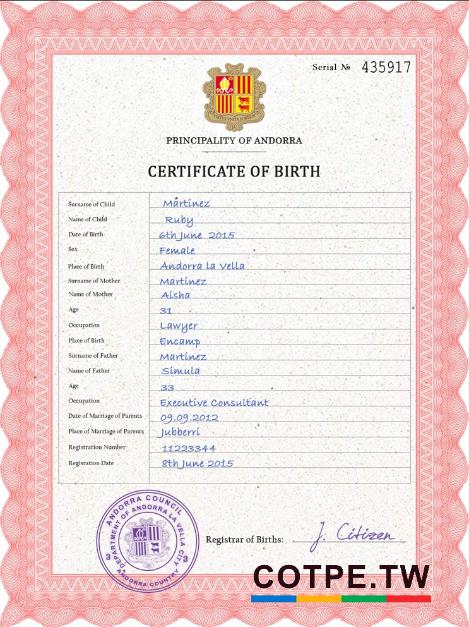 Serial № 435917
PRINCIPALITY OF ANDORRA
CERTIFICATE OF BIRTH
Surname of Child Martinez
Name of Child Ruby
Date of Birth 6th June 2015
Sex Female
Place of Birth Andorra la Vella
Surname of Mother Martinez
Name of Mother Aisha
Age 31
Occupation Lawyer
Place of Birth Encamp
Surname of Father Martinez
Name of Father Simula
Age 33
Occupation Executive Consultant
Date of Marriage of Parents 09.09.2012
Place of Marriage of Parents Jubberri
Registration Number 11223344
Registration Date 8th June 2015
ANDORRA COUNCIL
DEPARTMENT OF ANDORRA LA VELLA CITY
ANDORRA COUNTRY
3 3
Registrar of Births: J. Citizen
COTPE.TW